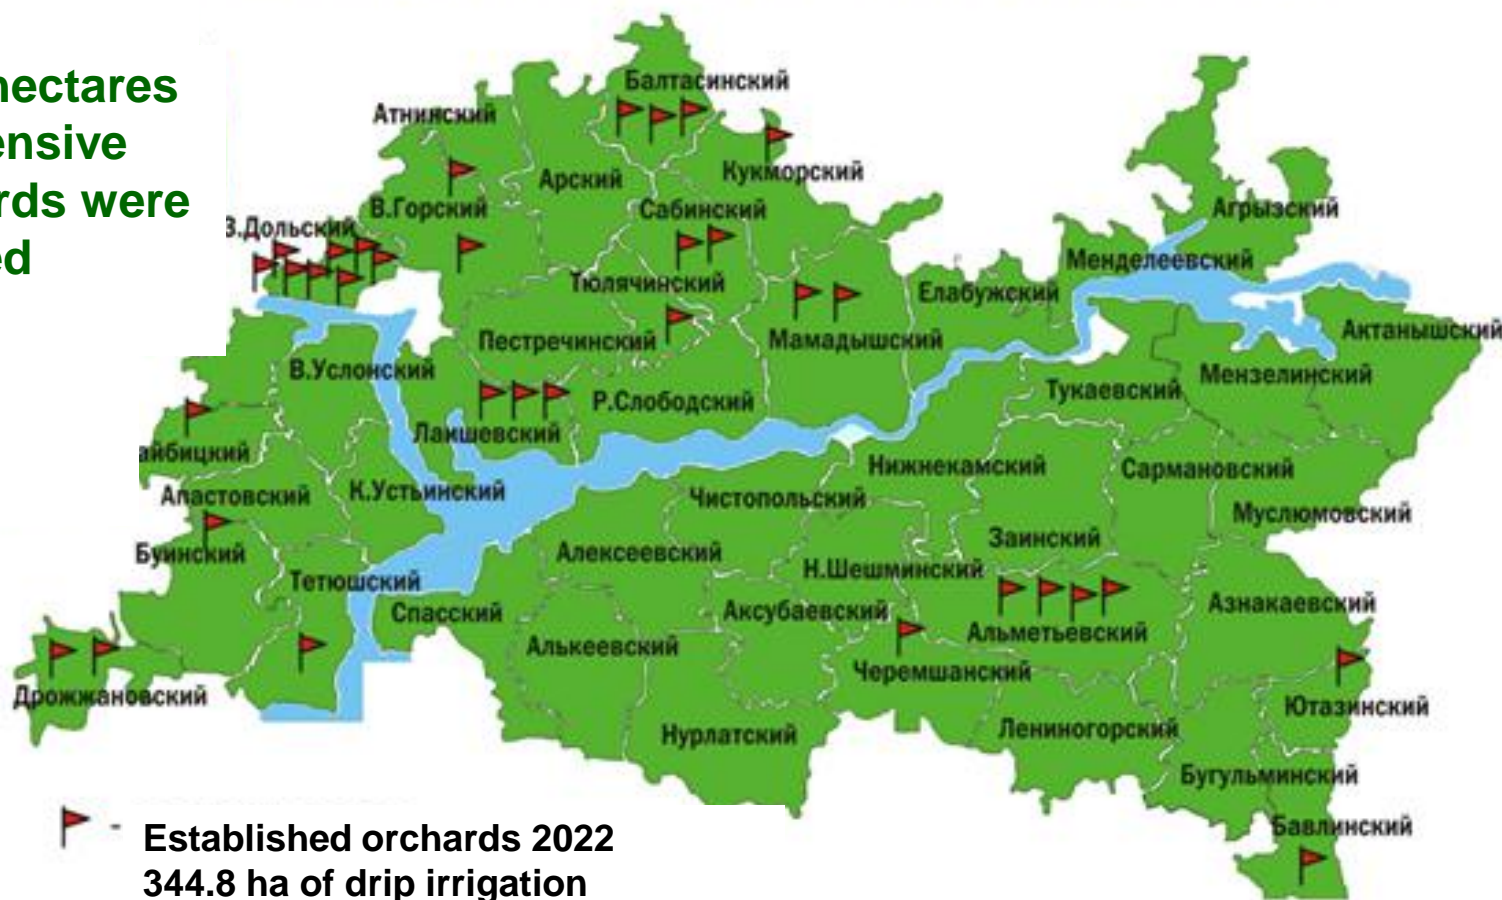 hectares
ensive
rds were
ed
Балтасинский
Атнинский
Кукморский
Арский
В.Горский
Сабинский
Агрызский
З.Дольский
Менделеевский
Тюлячинский
Елабужский
Пестречинский
Мамадышский
Актанышский
В.Услонский
Мензелинский
Тукаевский
Р.Слободский
Лаишевский
айбицкий
Нижнекамский
Сармановский
Апастовский
К.Устьинский
Чистопольский
Муслюмовский
Буинский
Алексеевский
Заинский
Тетюшский
Н.Шешминский
Спасский
Аксубаевский
Азнакаевский
Альметьевский
Алькеевский
Черемшанский
Дрожжановский
Ютазинский
Нурлатский
Лениногорский
Бугульминский
Бавлинский
- Established orchards 2022
344.8 ha of drip irrigation